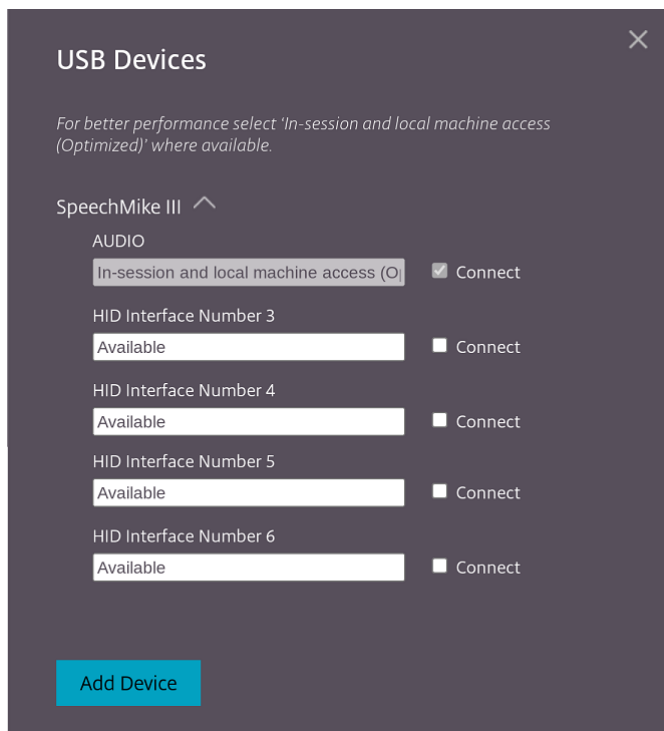 USB Devices
For better performance select ‘In-session and local machine access
(Optimized)’ where available.
SpeechMike III
AUDIO
In-session and local machine access (O
Connect
HID Interface Number 3
Available
Connect
HID Interface Number 4
Available
Connect
HID Interface Number 5
Available
Connect
HID Interface Number 6
Available
Connect
Add Device